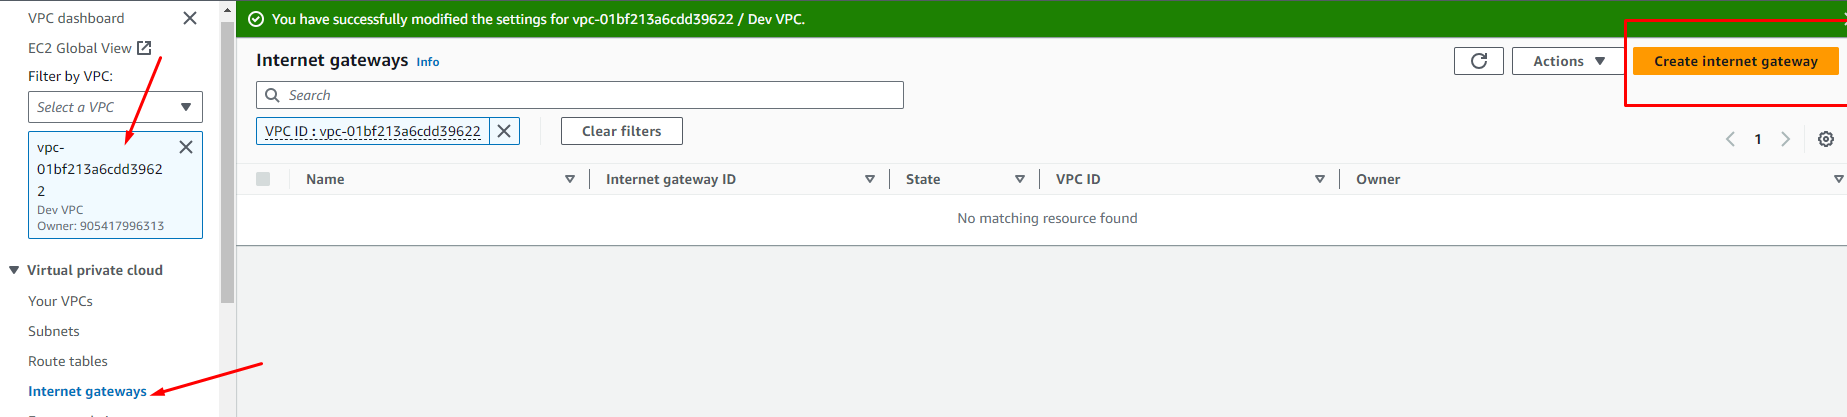 VPC dashboard
EC2 Global View
Filter by VPC:
Select a VPC
vpc-
01bf213a6cdd3962
2
Dev VPC
Owner: 905417996313
Virtual private cloud
Your VPCs
Subnets
Route tables
Internet gateways
You have successfully modified the settings for vpc-01bf213a6cdd39622 / Dev VPC.
Internet gateways Info
Actions
Create internet gateway
Search
VPC ID : vpc-01bf213a6cdd39622
Clear filters
1
Name Internet gateway ID State VPC ID Owner
No matching resource found